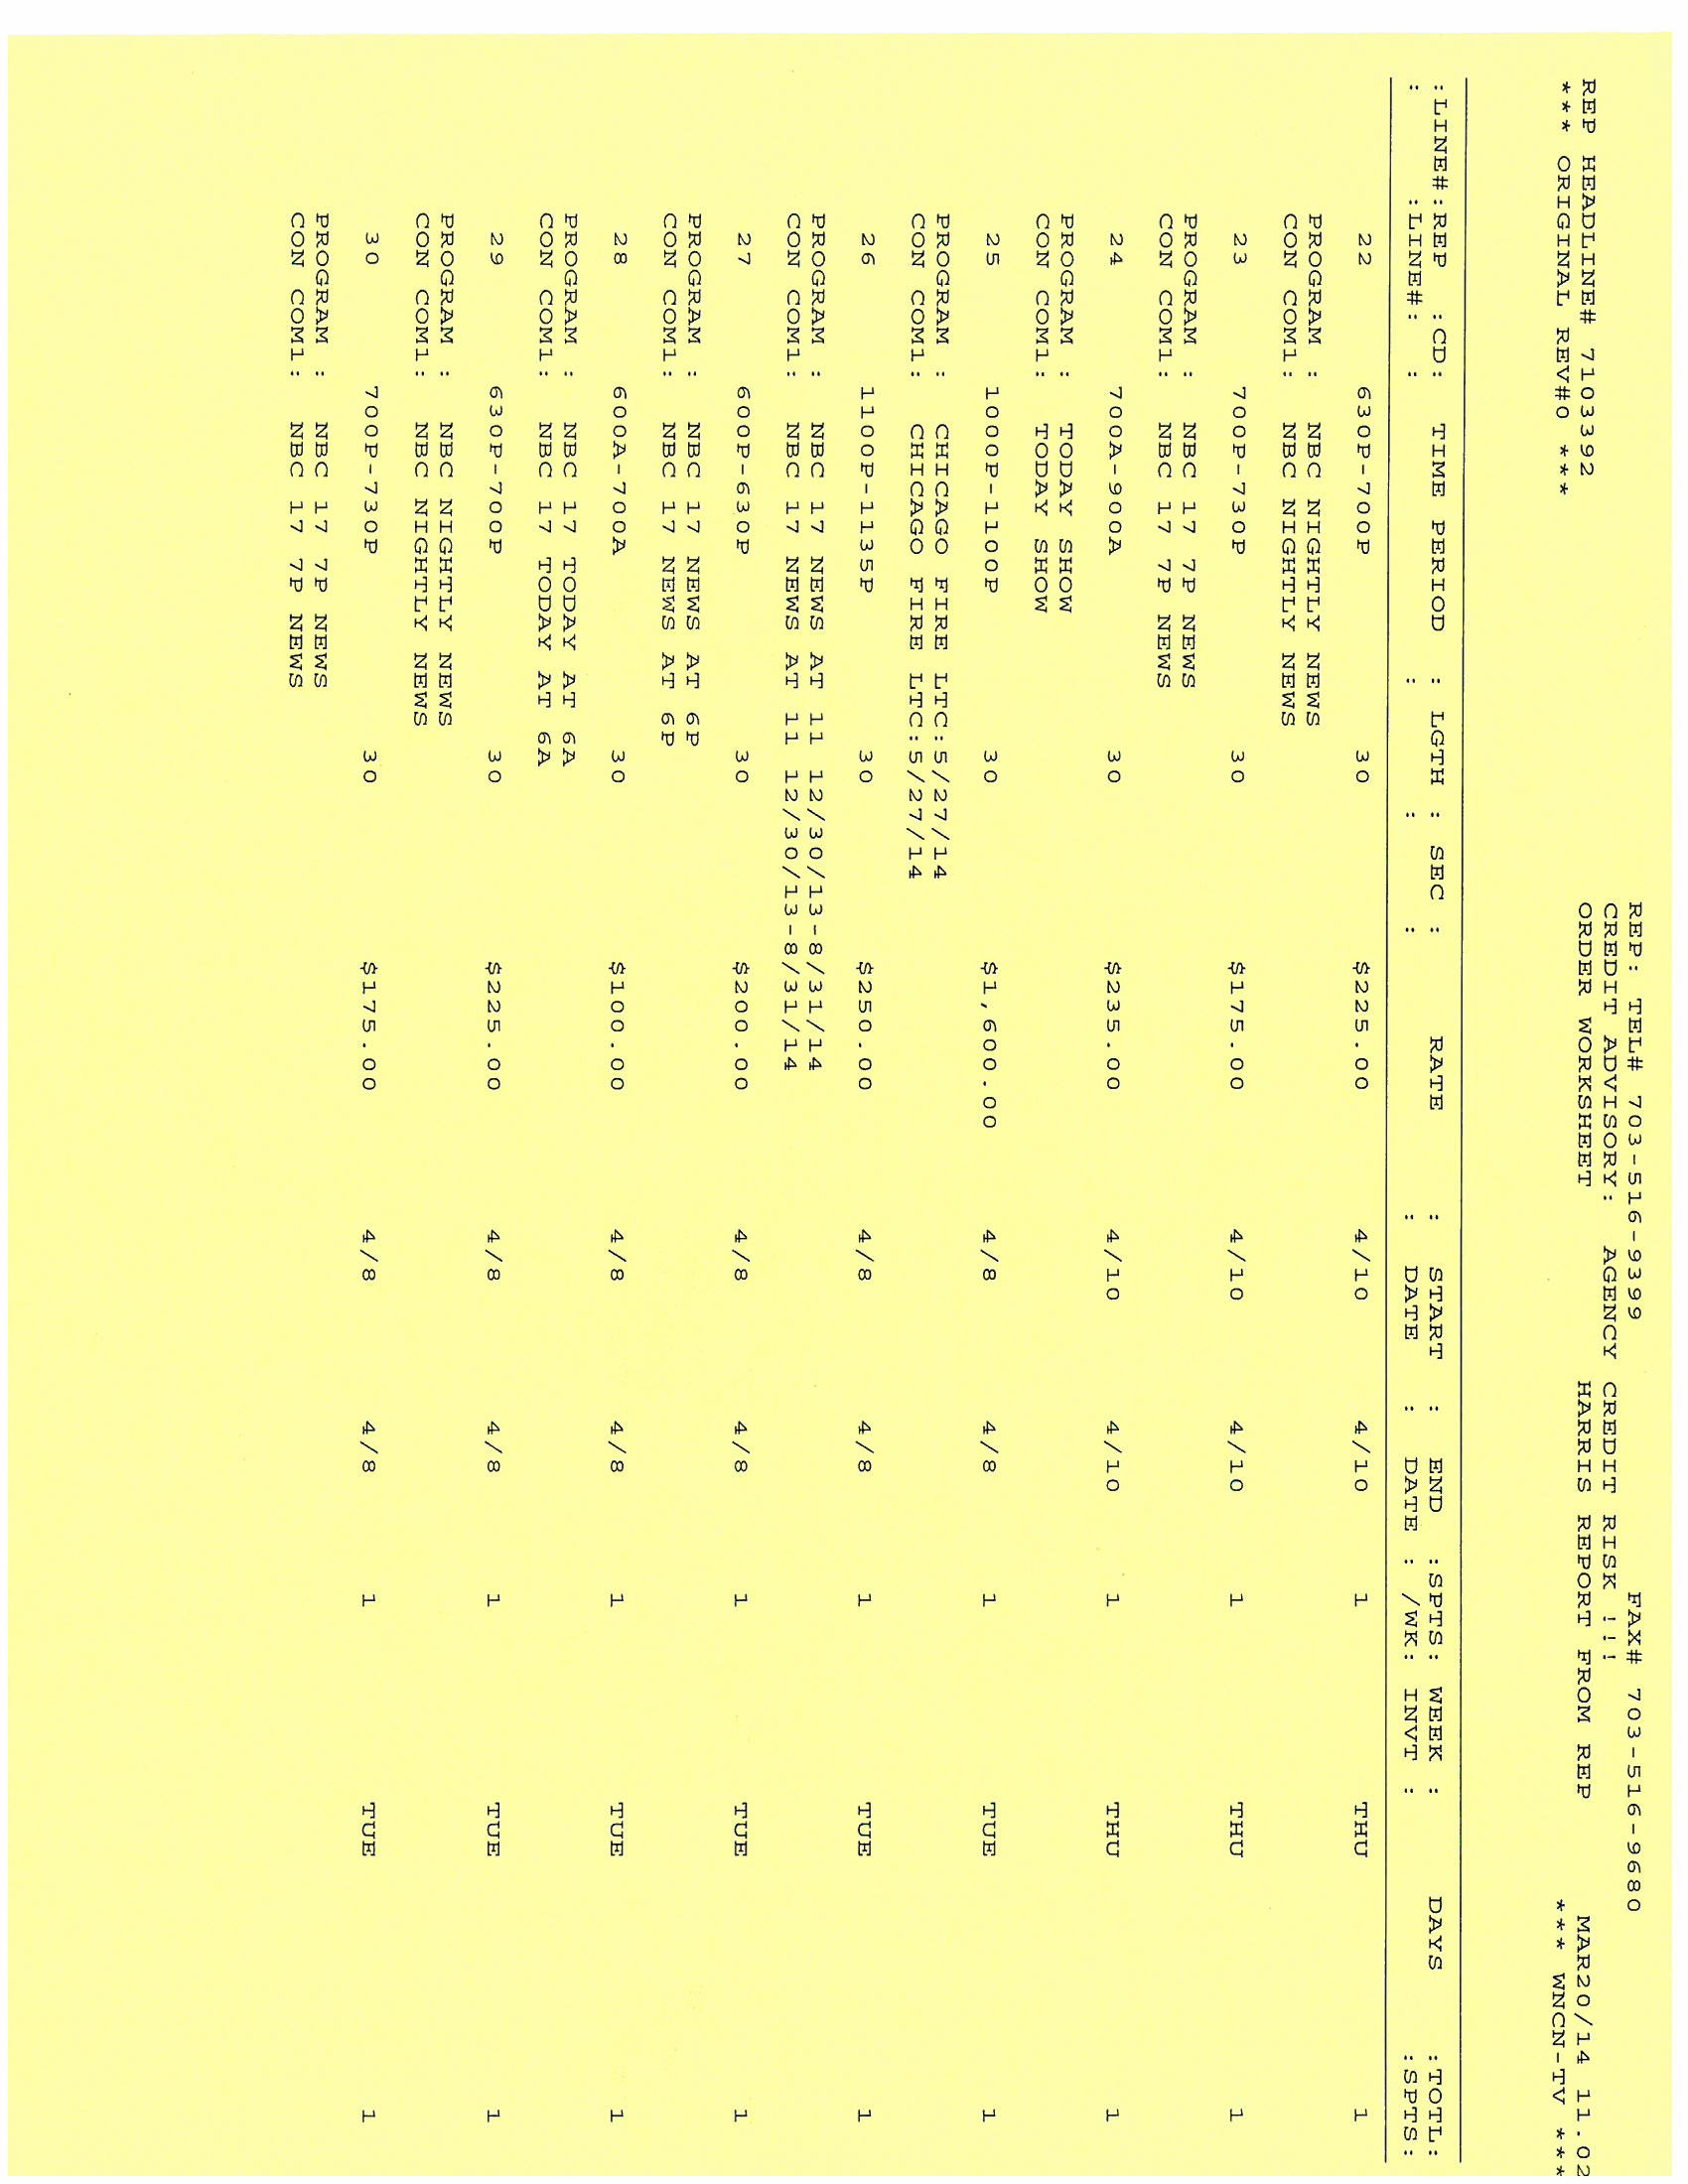 REP: TEL# 703-516-9399 FAX# 703-516-9680
CREDIT ADVISORY: AGENCY CREDIT RISK !!!
REP HEADLINE# 7103392 ORDER WORKSHEET HARRIS REPORT FROM REP MAR20/14 11.02
*** ORIGINAL REV#0 *** *** WNCN-TV ***
:LINE#:REP :CD: TIME PERIOD : LGTH : SEC : RATE : START : END :SPTS: WEEK : DAYS :TOTL:
: :LINE#: : : : : : DATE : DATE : /WK: INVT : :SPTS:
22 630P-700P 30 $225.00 4/10 4/10 1 THU 1
PROGRAM : NBC NIGHTLY NEWS
CON COM1: NBC NIGHTLY NEWS
23 700P-730P 30 $175.00 4/10 4/10 1 THU 1
PROGRAM : NBC 17 7P NEWS
CON COM1: NBC 17 7P NEWS
24 700A-900A 30 $235.00 4/10 4/10 1 THU 1
PROGRAM : TODAY SHOW
CON COM1: TODAY SHOW
25 1000P-1100P 30 $1,600.00 4/8 4/8 1 TUE 1
PROGRAM : CHICAGO FIRE LTC:5/27/14
CON COM1: CHICAGO FIRE LTC:5/27/14
26 1100P-1135P 30 $250.00 4/8 4/8 1 TUE 1
PROGRAM : NBC 17 NEWS AT 11 12/30/13-8/31/14
CON COM1: NBC 17 NEWS AT 11 12/30/13-8/31/14
27 600P-630P 30 $200.00 4/8 4/8 1 TUE 1
PROGRAM : NBC 17 NEWS AT 6P
CON COM1: NBC 17 NEWS AT 6P
28 600A-700A 30 $100.00 4/8 4/8 1 TUE 1
PROGRAM : NBC 17 TODAY AT 6A
CON COM1: NBC 17 TODAY AT 6A
29 630P-700P 30 $225.00 4/8 4/8 1 TUE 1
PROGRAM : NBC NIGHTLY NEWS
CON COM1: NBC NIGHTLY NEWS
30 700P-730P 30 $175.00 4/8 4/8 1 TUE 1
PROGRAM : NBC 17 7P NEWS
CON COM1: NBC 17 7P NEWS